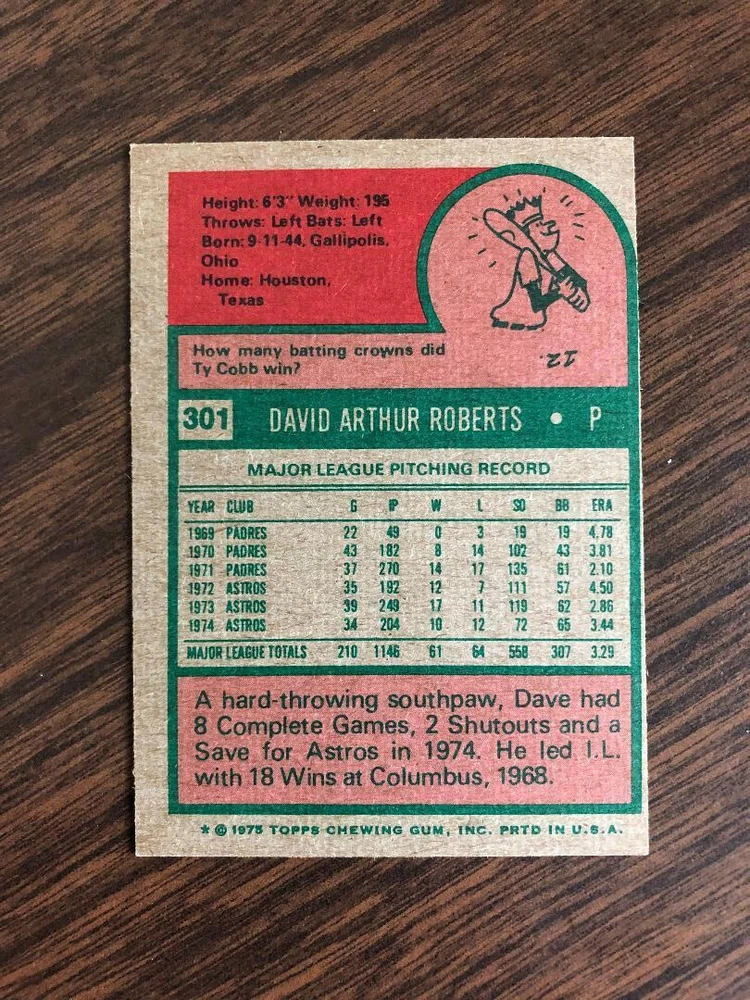 Height: 6'3" Weight: 195
Throws: Left Bats: Left
Born: 9-11-44, Gallipolis,
Ohio
Home: Houston,
Texas
12.
How many batting crowns did
Ty Cobb win?
301 DAVID ARTHUR ROBERTS • P
MAJOR LEAGUE PITCHING RECORD
YEAR CLUB G IP W L SO BB ERA
1969 PADRES 22 49 0 3 19 19 4.78
1970 PADRES 43 182 8 14 102 43 3.81
1971 PADRES 37 270 14 17 135 61 2.10
1972 ASTROS 35 192 12 7 111 57 4.50
1973 ASTROS 39 249 17 11 119 62 2.86
1974 ASTROS 34 204 10 12 72 65 3.44
MAJOR LEAGUE TOTALS 210 1146 61 64 558 307 3.29
A hard-throwing southpaw, Dave had
8 Complete Games, 2 Shutouts and a
Save for Astros in 1974. He led I.L.
with 18 Wins at Columbus, 1968.
* © 1975 TOPPS CHEWING GUM, INC. PRTD IN U.S.A.